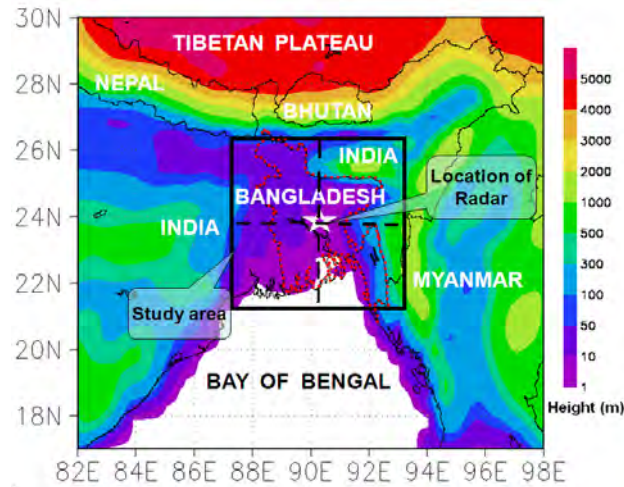 30N
TIBETAN PLATEAU
28N
NEPAL
BHUTAN
5000
4000
26N
INDIA
3000
BANGLADESH
Location of
Radar
2000
24N
INDIA
1000
500
22N
MYANMAR
300
Study area
100
20N
50
BAY OF BENGAL
10
18N
1
Height (m)
82E 84E 86E 88E 90E 92E 94E 96E 98E